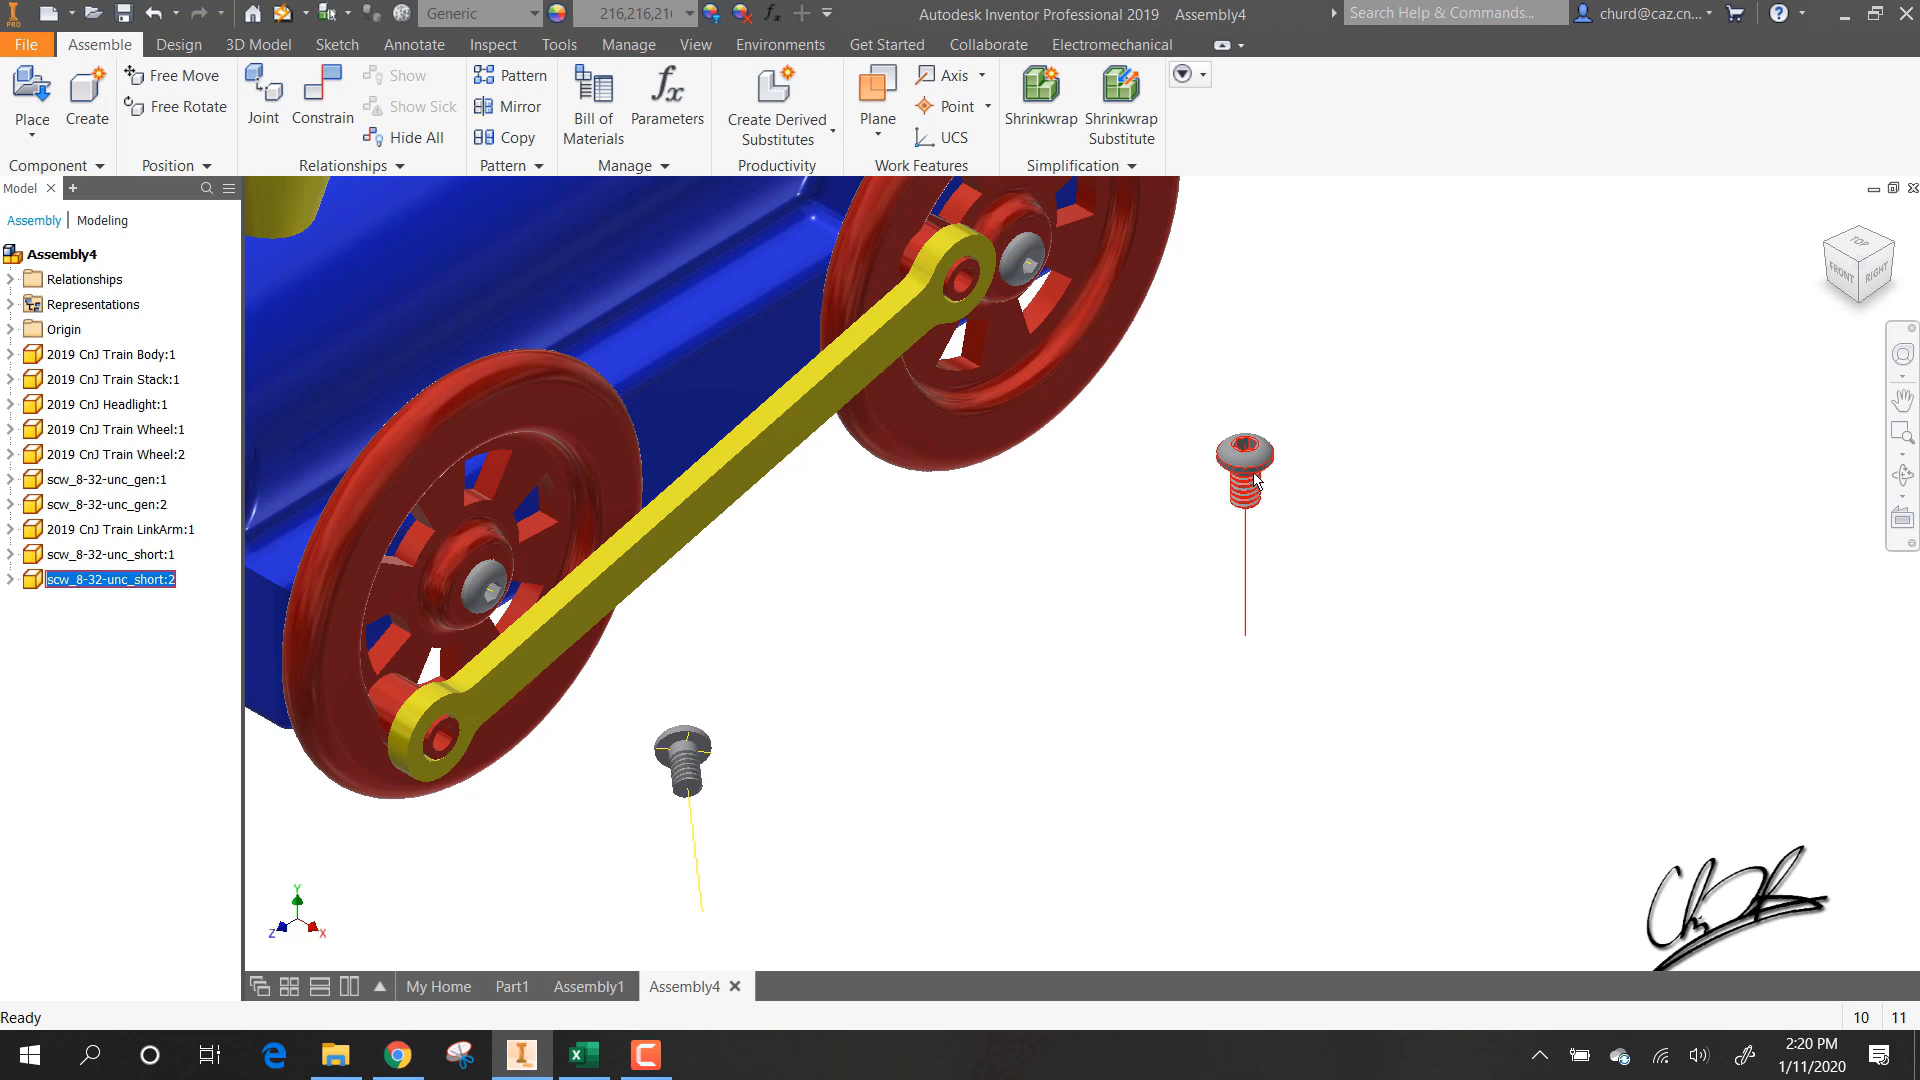 PRO
Generic
216,216,21
Autodesk Inventor Professional 2019 Assembly4
Search Help & Commands...
churd@caz.cn...
File Assemble Design 3D Model Sketch Annotate Inspect Tools Manage View Environments Get Started Collaborate Electromechanical
Place
Create
Free Move
Free Rotate
Joint
Constrain
Show
Show Sick
Hide All
Pattern
Mirror
Copy
Bill of
Materials
Parameters
Create Derived
Substitutes
Plane
Axis
Point
UCS
Shrinkwrap
Shrinkwrap
Substitute
Component Position Relationships Pattern Manage Productivity Work Features Simplification
Model
Assembly | Modeling
Assembly4
Relationships
Representations
Origin
2019 CnJ Train Body:1
2019 CnJ Train Stack:1
2019 CnJ Headlight:1
2019 CnJ Train Wheel:1
2019 CnJ Train Wheel:2
scw_8-32-unc_gen:1
scw_8-32-unc_gen:2
2019 CnJ Train LinkArm:1
scw_8-32-unc_short:1
scw_8-32-unc_short:2
TOP
FRONT
RIGHT
Y
Z
X
My Home Part1 Assembly1 Assembly4
Ready
10 11
2:20 PM
1/11/2020